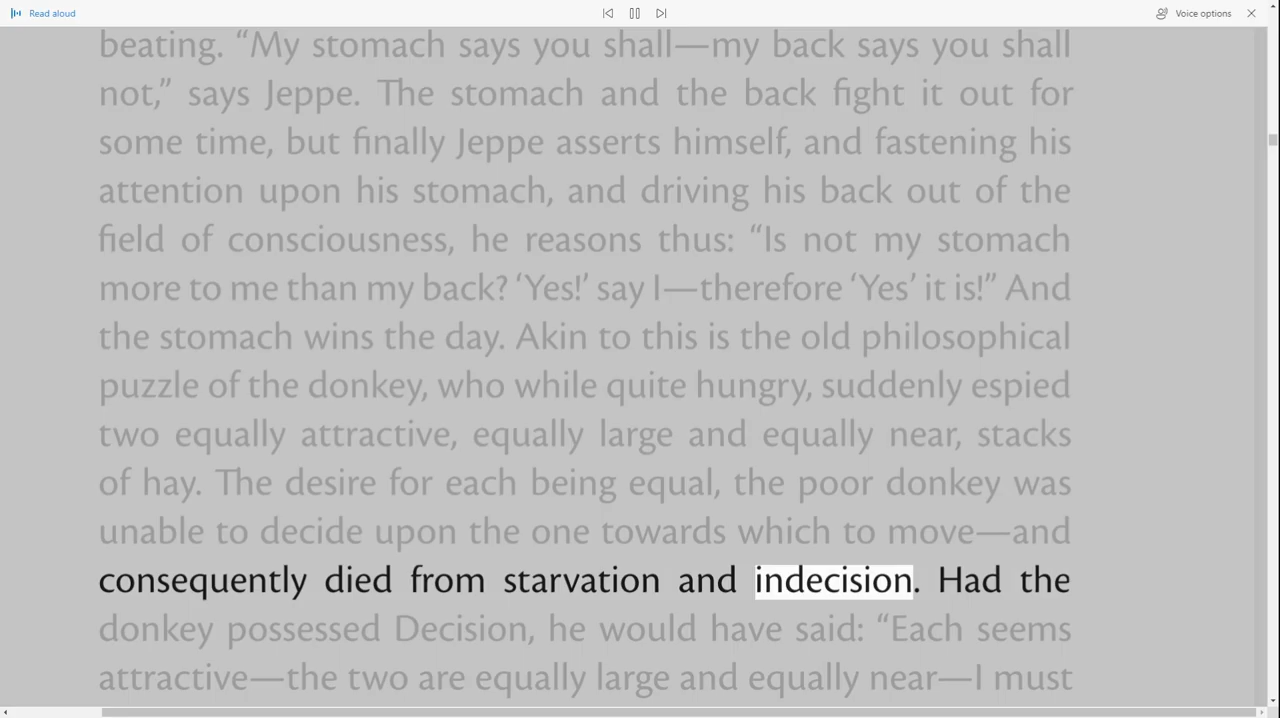 Read aloud
Voice options
beating. “My stomach says you shall—my back says you shall
not,” says Jeppe. The stomach and the back fight it out for
some time, but finally Jeppe asserts himself, and fastening his
attention upon his stomach, and driving his back out of the
field of consciousness, he reasons thus: “Is not my stomach
more to me than my back? ‘Yes!’ say I—therefore ‘Yes’ it is!” And
the stomach wins the day. Akin to this is the old philosophical
puzzle of the donkey, who while quite hungry, suddenly espied
two equally attractive, equally large and equally near, stacks
of hay. The desire for each being equal, the poor donkey was
unable to decide upon the one towards which to move—and
consequently died from starvation and indecision. Had the
donkey possessed Decision, he would have said: “Each seems
attractive—the two are equally large and equally near—I must